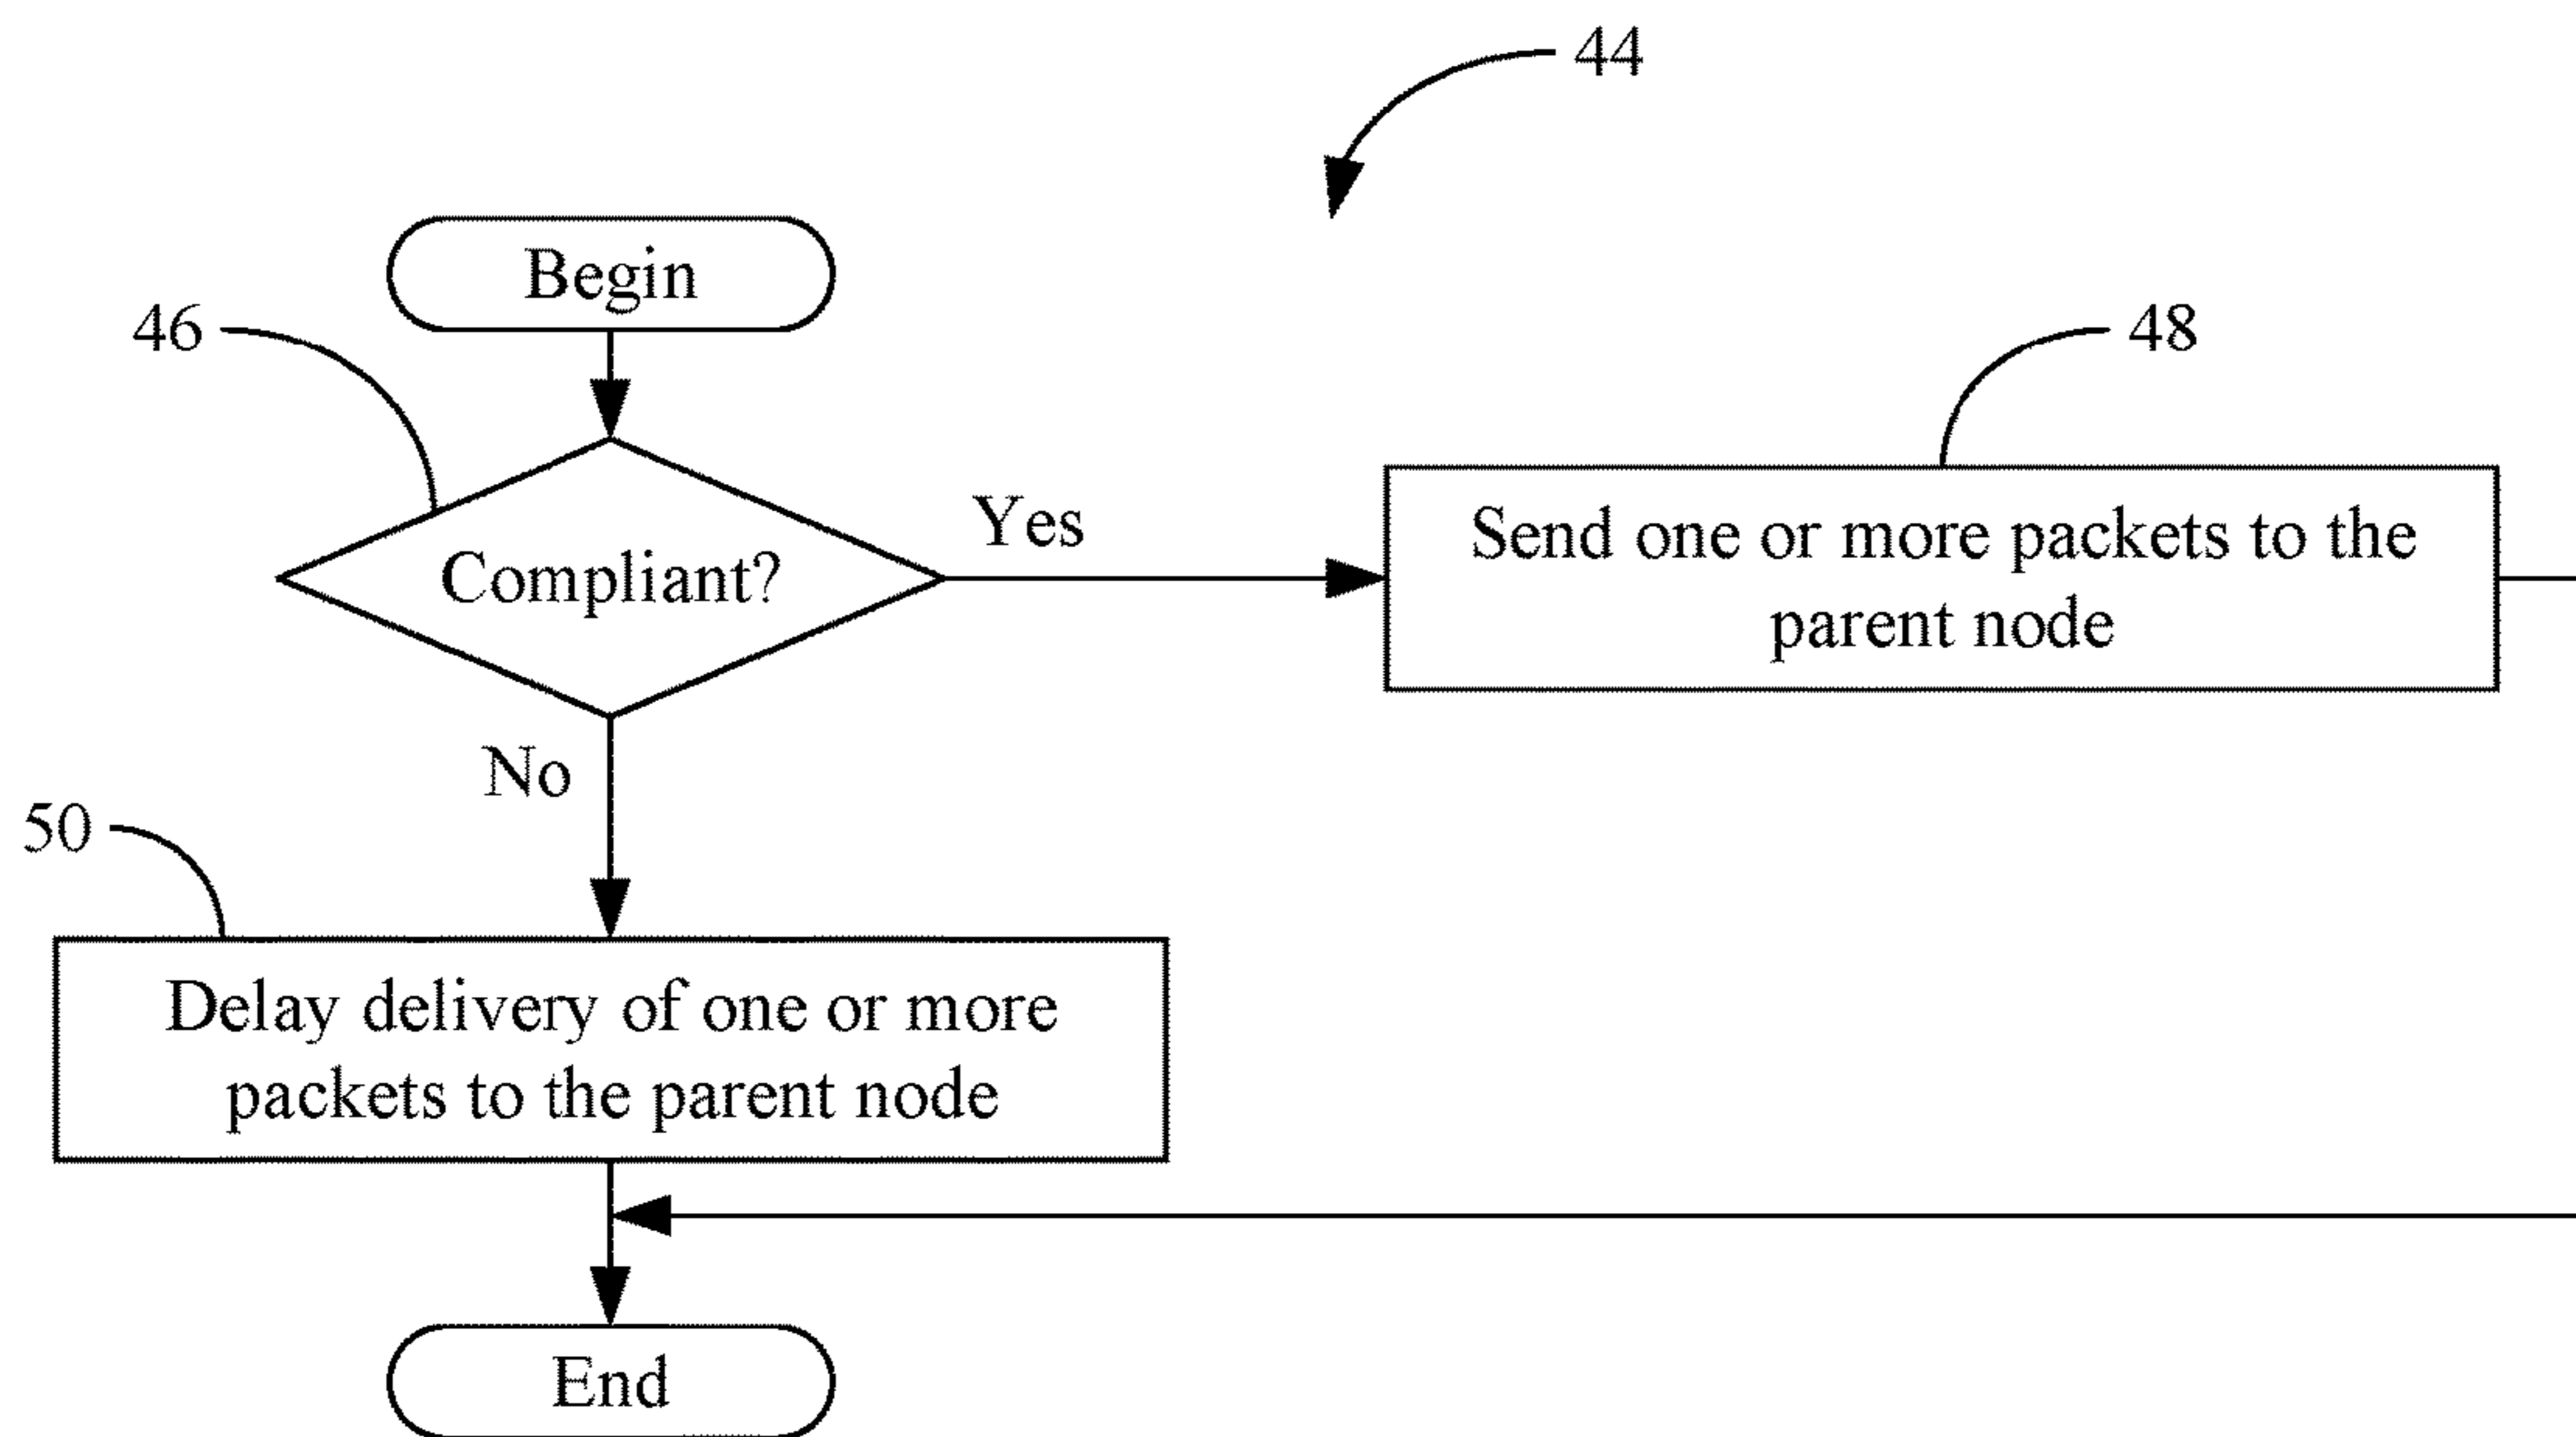 44
Begin
46
48
Yes
Compliant?
Send one or more packets to the
parent node
No
50
Delay delivery of one or more
packets to the parent node
End